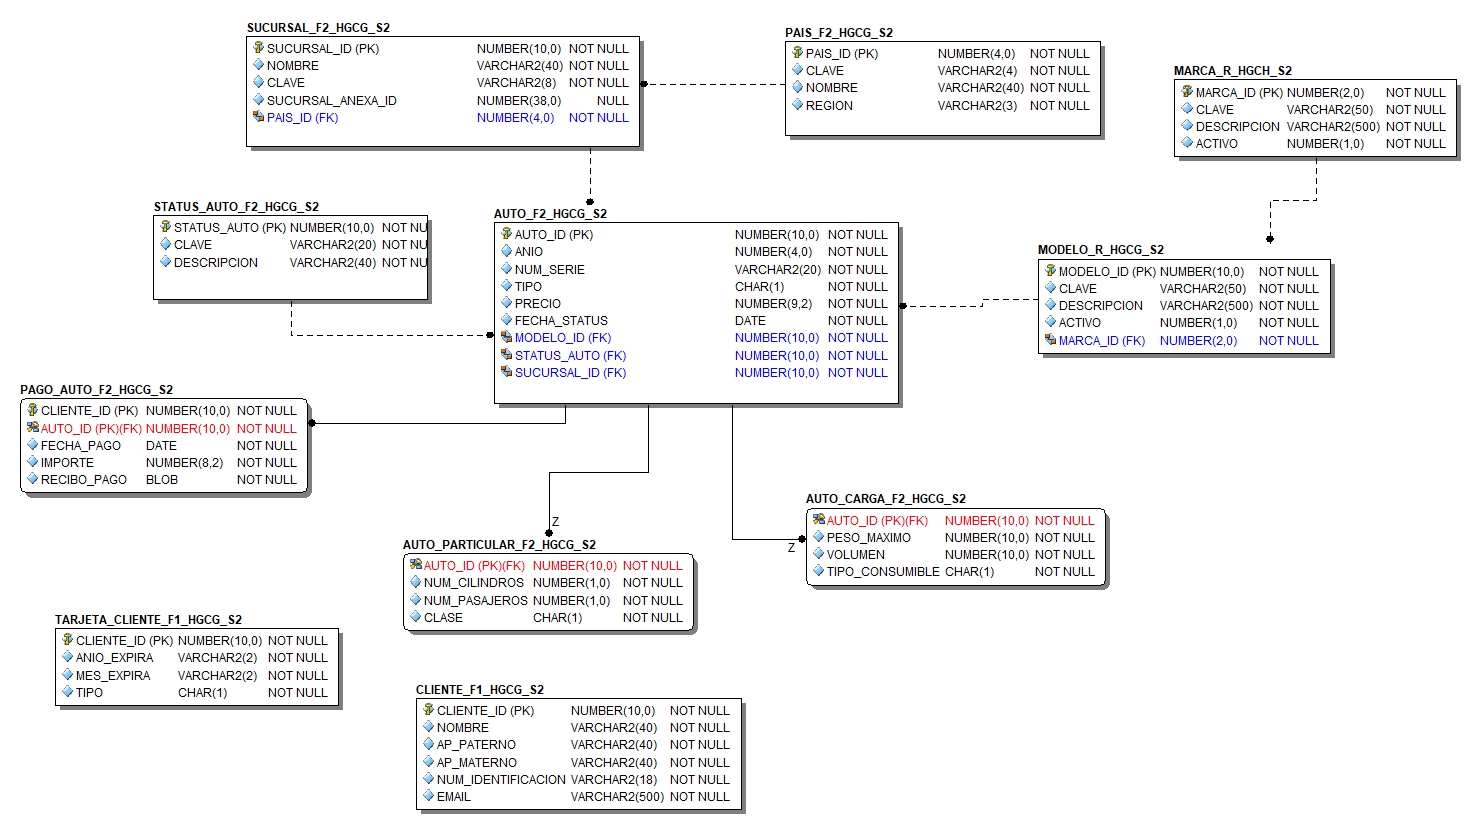 SUCURSAL_F2_HGCG_S2
SUCURSAL_ID (PK) NUMBER(10,0) NOT NULL
NOMBRE VARCHAR2(40) NOT NULL
CLAVE VARCHAR2(8) NOT NULL
SUCURSAL_ANEXA_ID NUMBER(38,0) NULL
PAIS_ID (FK) NUMBER(4,0) NOT NULL
PAIS_F2_HGCG_S2
PAIS_ID (PK) NUMBER(4,0) NOT NULL
CLAVE VARCHAR2(4) NOT NULL
NOMBRE VARCHAR2(40) NOT NULL
REGION VARCHAR2(3) NOT NULL
MARCA_R_HGCH_S2
MARCA_ID (PK) NUMBER(2,0) NOT NULL
CLAVE VARCHAR2(50) NOT NULL
DESCRIPCION VARCHAR2(500) NOT NULL
ACTIVO NUMBER(1,0) NOT NULL
STATUS_AUTO_F2_HGCG_S2
STATUS_AUTO (PK) NUMBER(10,0) NOT NU
CLAVE VARCHAR2(20) NOT NU
DESCRIPCION VARCHAR2(40) NOT NU
AUTO_F2_HGCG_S2
AUTO_ID (PK) NUMBER(10,0) NOT NULL
ANIO NUMBER(4,0) NOT NULL
NUM_SERIE VARCHAR2(20) NOT NULL
TIPO CHAR(1) NOT NULL
PRECIO NUMBER(9,2) NOT NULL
FECHA_STATUS DATE NOT NULL
MODELO_ID (FK) NUMBER(10,0) NOT NULL
STATUS_AUTO (FK) NUMBER(10,0) NOT NULL
SUCURSAL_ID (FK) NUMBER(10,0) NOT NULL
MODELO_R_HGCG_S2
MODELO_ID (PK) NUMBER(10,0) NOT NULL
CLAVE VARCHAR2(50) NOT NULL
DESCRIPCION VARCHAR2(500) NOT NULL
ACTIVO NUMBER(1,0) NOT NULL
MARCA_ID (FK) NUMBER(2,0) NOT NULL
PAGO_AUTO_F2_HGCG_S2
CLIENTE_ID (PK) NUMBER(10,0) NOT NULL
AUTO_ID (PK)(FK) NUMBER(10,0) NOT NULL
FECHA_PAGO DATE NOT NULL
IMPORTE NUMBER(8,2) NOT NULL
RECIBO_PAGO BLOB NOT NULL
Z
AUTO_PARTICULAR_F2_HGCG_S2
AUTO_ID (PK)(FK) NUMBER(10,0) NOT NULL
NUM_CILINDROS NUMBER(1,0) NOT NULL
NUM_PASAJEROS NUMBER(1,0) NOT NULL
CLASE CHAR(1) NOT NULL
Z
AUTO_CARGA_F2_HGCG_S2
AUTO_ID (PK)(FK) NUMBER(10,0) NOT NULL
PESO_MAXIMO NUMBER(10,0) NOT NULL
VOLUMEN NUMBER(10,0) NOT NULL
TIPO_CONSUMIBLE CHAR(1) NOT NULL
TARJETA_CLIENTE_F1_HGCG_S2
CLIENTE_ID (PK) NUMBER(10,0) NOT NULL
ANIO_EXPIRA VARCHAR2(2) NOT NULL
MES_EXPIRA VARCHAR2(2) NOT NULL
TIPO CHAR(1) NOT NULL
CLIENTE_F1_HGCG_S2
CLIENTE_ID (PK) NUMBER(10,0) NOT NULL
NOMBRE VARCHAR2(40) NOT NULL
AP_PATERNO VARCHAR2(40) NOT NULL
AP_MATERNO VARCHAR2(40) NOT NULL
NUM_IDENTIFICACION VARCHAR2(18) NOT NULL
EMAIL VARCHAR2(500) NOT NULL